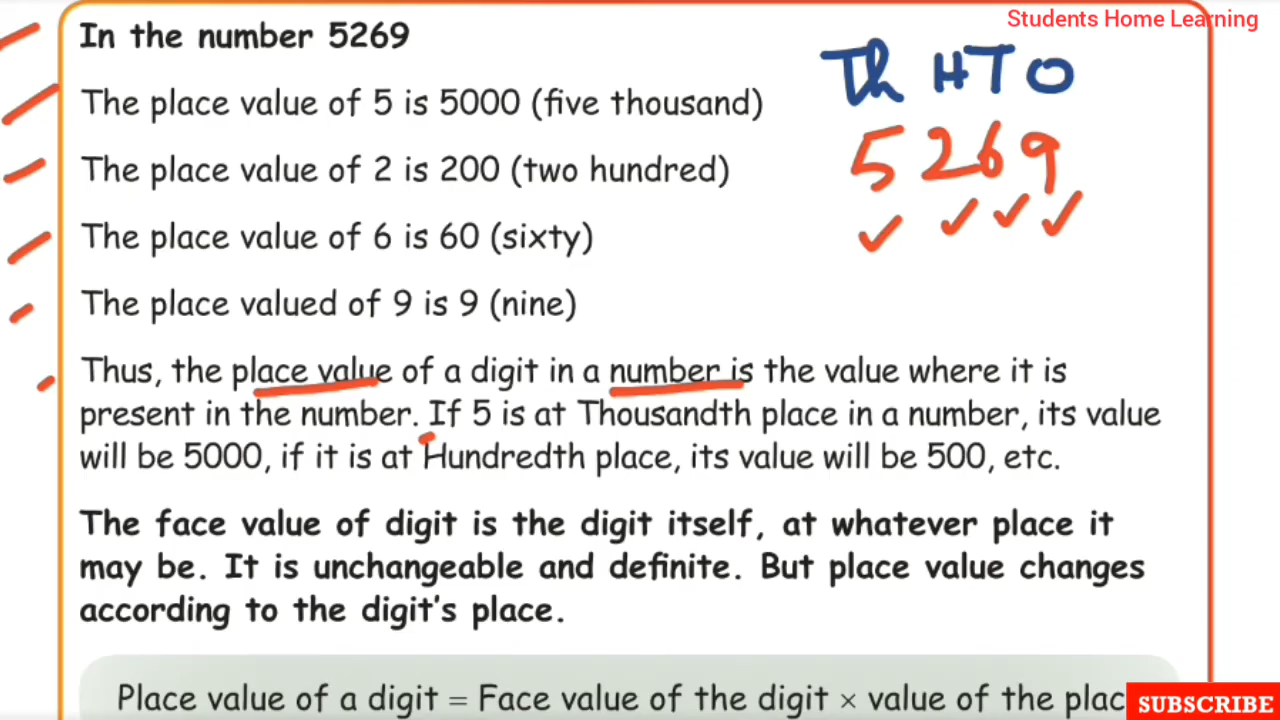 Students Home Learning
In the number 5269
Th H T O
The place value of 5 is 5000 (five thousand)
5269
The place value of 2 is 200 (two hundred)
The place value of 6 is 60 (sixty)
The place valued of 9 is 9 (nine)
Thus, the place value of a digit in a number is the value where it is
present in the number. If 5 is at Thousandth place in a number, its value
will be 5000, if it is at Hundredth place, its value will be 500, etc.
The face value of digit is the digit itself, at whatever place it
may be. It is unchangeable and definite. But place value changes
according to the digit's place.
Place value of a digit = Face value of the digit × value of the plac
SUBSCRIBE